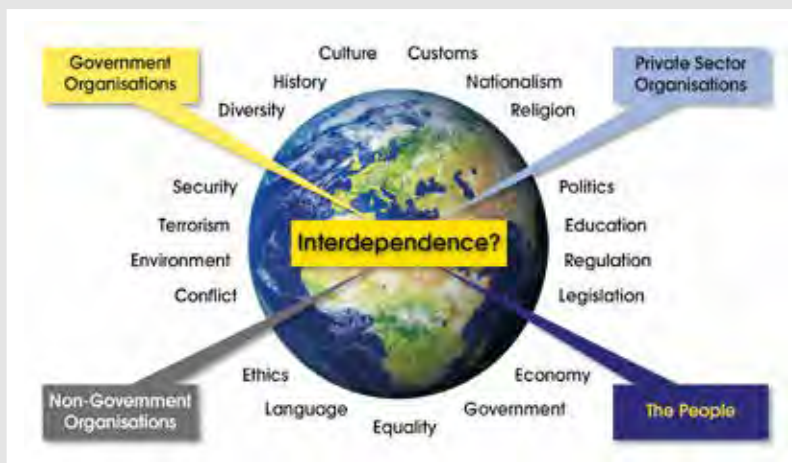 Government
Organisations
Culture
Customs
Private Sector
Organisations
History
Nationalism
Diversity
Religion
Security
Politics
Terrorism
Education
Interdependence?
Environment
Regulation
Conflict
Legislation
Ethics
Economy
Non-Government
Organisations
Language
Government
The People
Equality